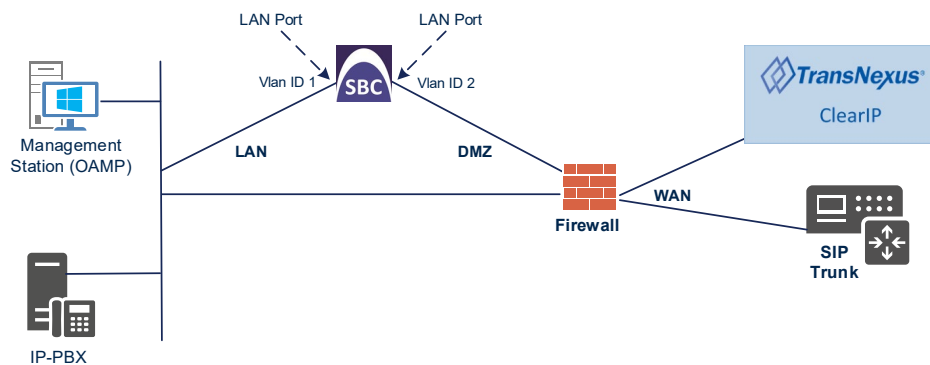 LAN Port
LAN Port
Vlan ID 1
SBC
Vlan ID 2
TransNexus®
ClearIP
Management
Station (OAMP)
LAN
DMZ
WAN
Firewall
SIP
Trunk
IP-PBX